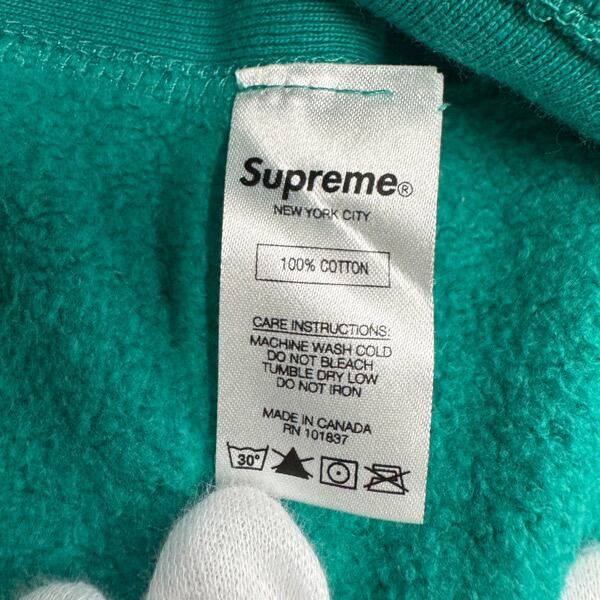 Supreme®
NEW YORK CITY
100% COTTON
CARE INSTRUCTIONS:
MACHINE WASH COLD
DO NOT BLEACH
TUMBLE DRY LOW
DO NOT IRON
MADE IN CANADA
RN 101837
30°